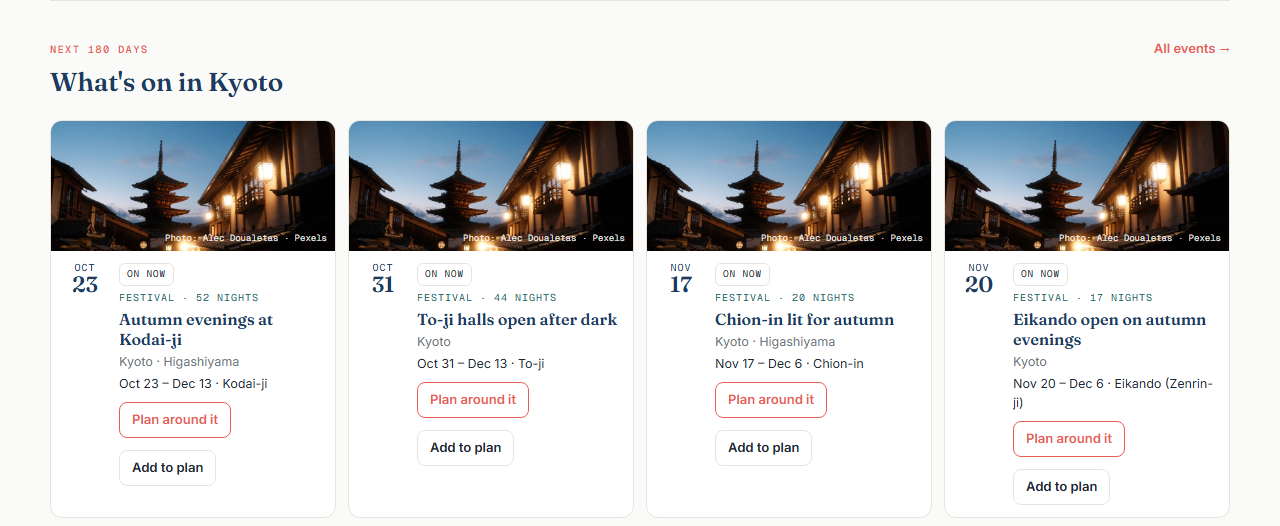 NEXT 180 DAYS
All events →
What's on in Kyoto
Photo: Alec Doualetas · Pexels
OCT
23
ON NOW
FESTIVAL · 52 NIGHTS
Autumn evenings at
Kodai-ji
Kyoto · Higashiyama
Oct 23 – Dec 13 · Kodai-ji
Plan around it
Add to plan
Photo: Alec Doualetas · Pexels
OCT
31
ON NOW
FESTIVAL · 44 NIGHTS
To-ji halls open after dark
Kyoto
Oct 31 – Dec 13 · To-ji
Plan around it
Add to plan
Photo: Alec Doualetas · Pexels
NOV
17
ON NOW
FESTIVAL · 20 NIGHTS
Chion-in lit for autumn
Kyoto · Higashiyama
Nov 17 – Dec 6 · Chion-in
Plan around it
Add to plan
Photo: Alec Doualetas · Pexels
NOV
20
ON NOW
FESTIVAL · 17 NIGHTS
Eikando open on autumn
evenings
Kyoto
Nov 20 – Dec 6 · Eikando (Zenrin-
ji)
Plan around it
Add to plan